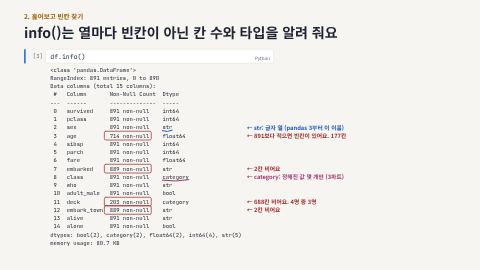 2. 훑어보고 빈칸 찾기
info()는 열마다 빈칸이 아닌 칸 수와 타입을 알려 줘요
[3] df.info() Python
<class 'pandas.DataFrame'>
RangeIndex: 891 entries, 0 to 890
Data columns (total 15 columns):
# Column Non-Null Count Dtype
--- ------ -------------- -----
0 survived 891 non-null int64
1 pclass 891 non-null int64
2 sex 891 non-null str ← str: 글자 열 (pandas 3부터 이 이름)
3 age 714 non-null float64 ← 891보다 적으면 빈칸이 있어요. 177칸
4 sibsp 891 non-null int64
5 parch 891 non-null int64
6 fare 891 non-null float64
7 embarked 889 non-null str ← 2칸 비어요
8 class 891 non-null category ← category: 정해진 값 몇 개만 (3파트)
9 who 891 non-null str
10 adult_male 891 non-null bool
11 deck 203 non-null category ← 688칸 비어요. 4명 중 3명
12 embark_town 889 non-null str ← 2칸 비어요
13 alive 891 non-null str
14 alone 891 non-null bool
dtypes: bool(2), category(2), float64(2), int64(4), str(5)
memory usage: 80.7 KB